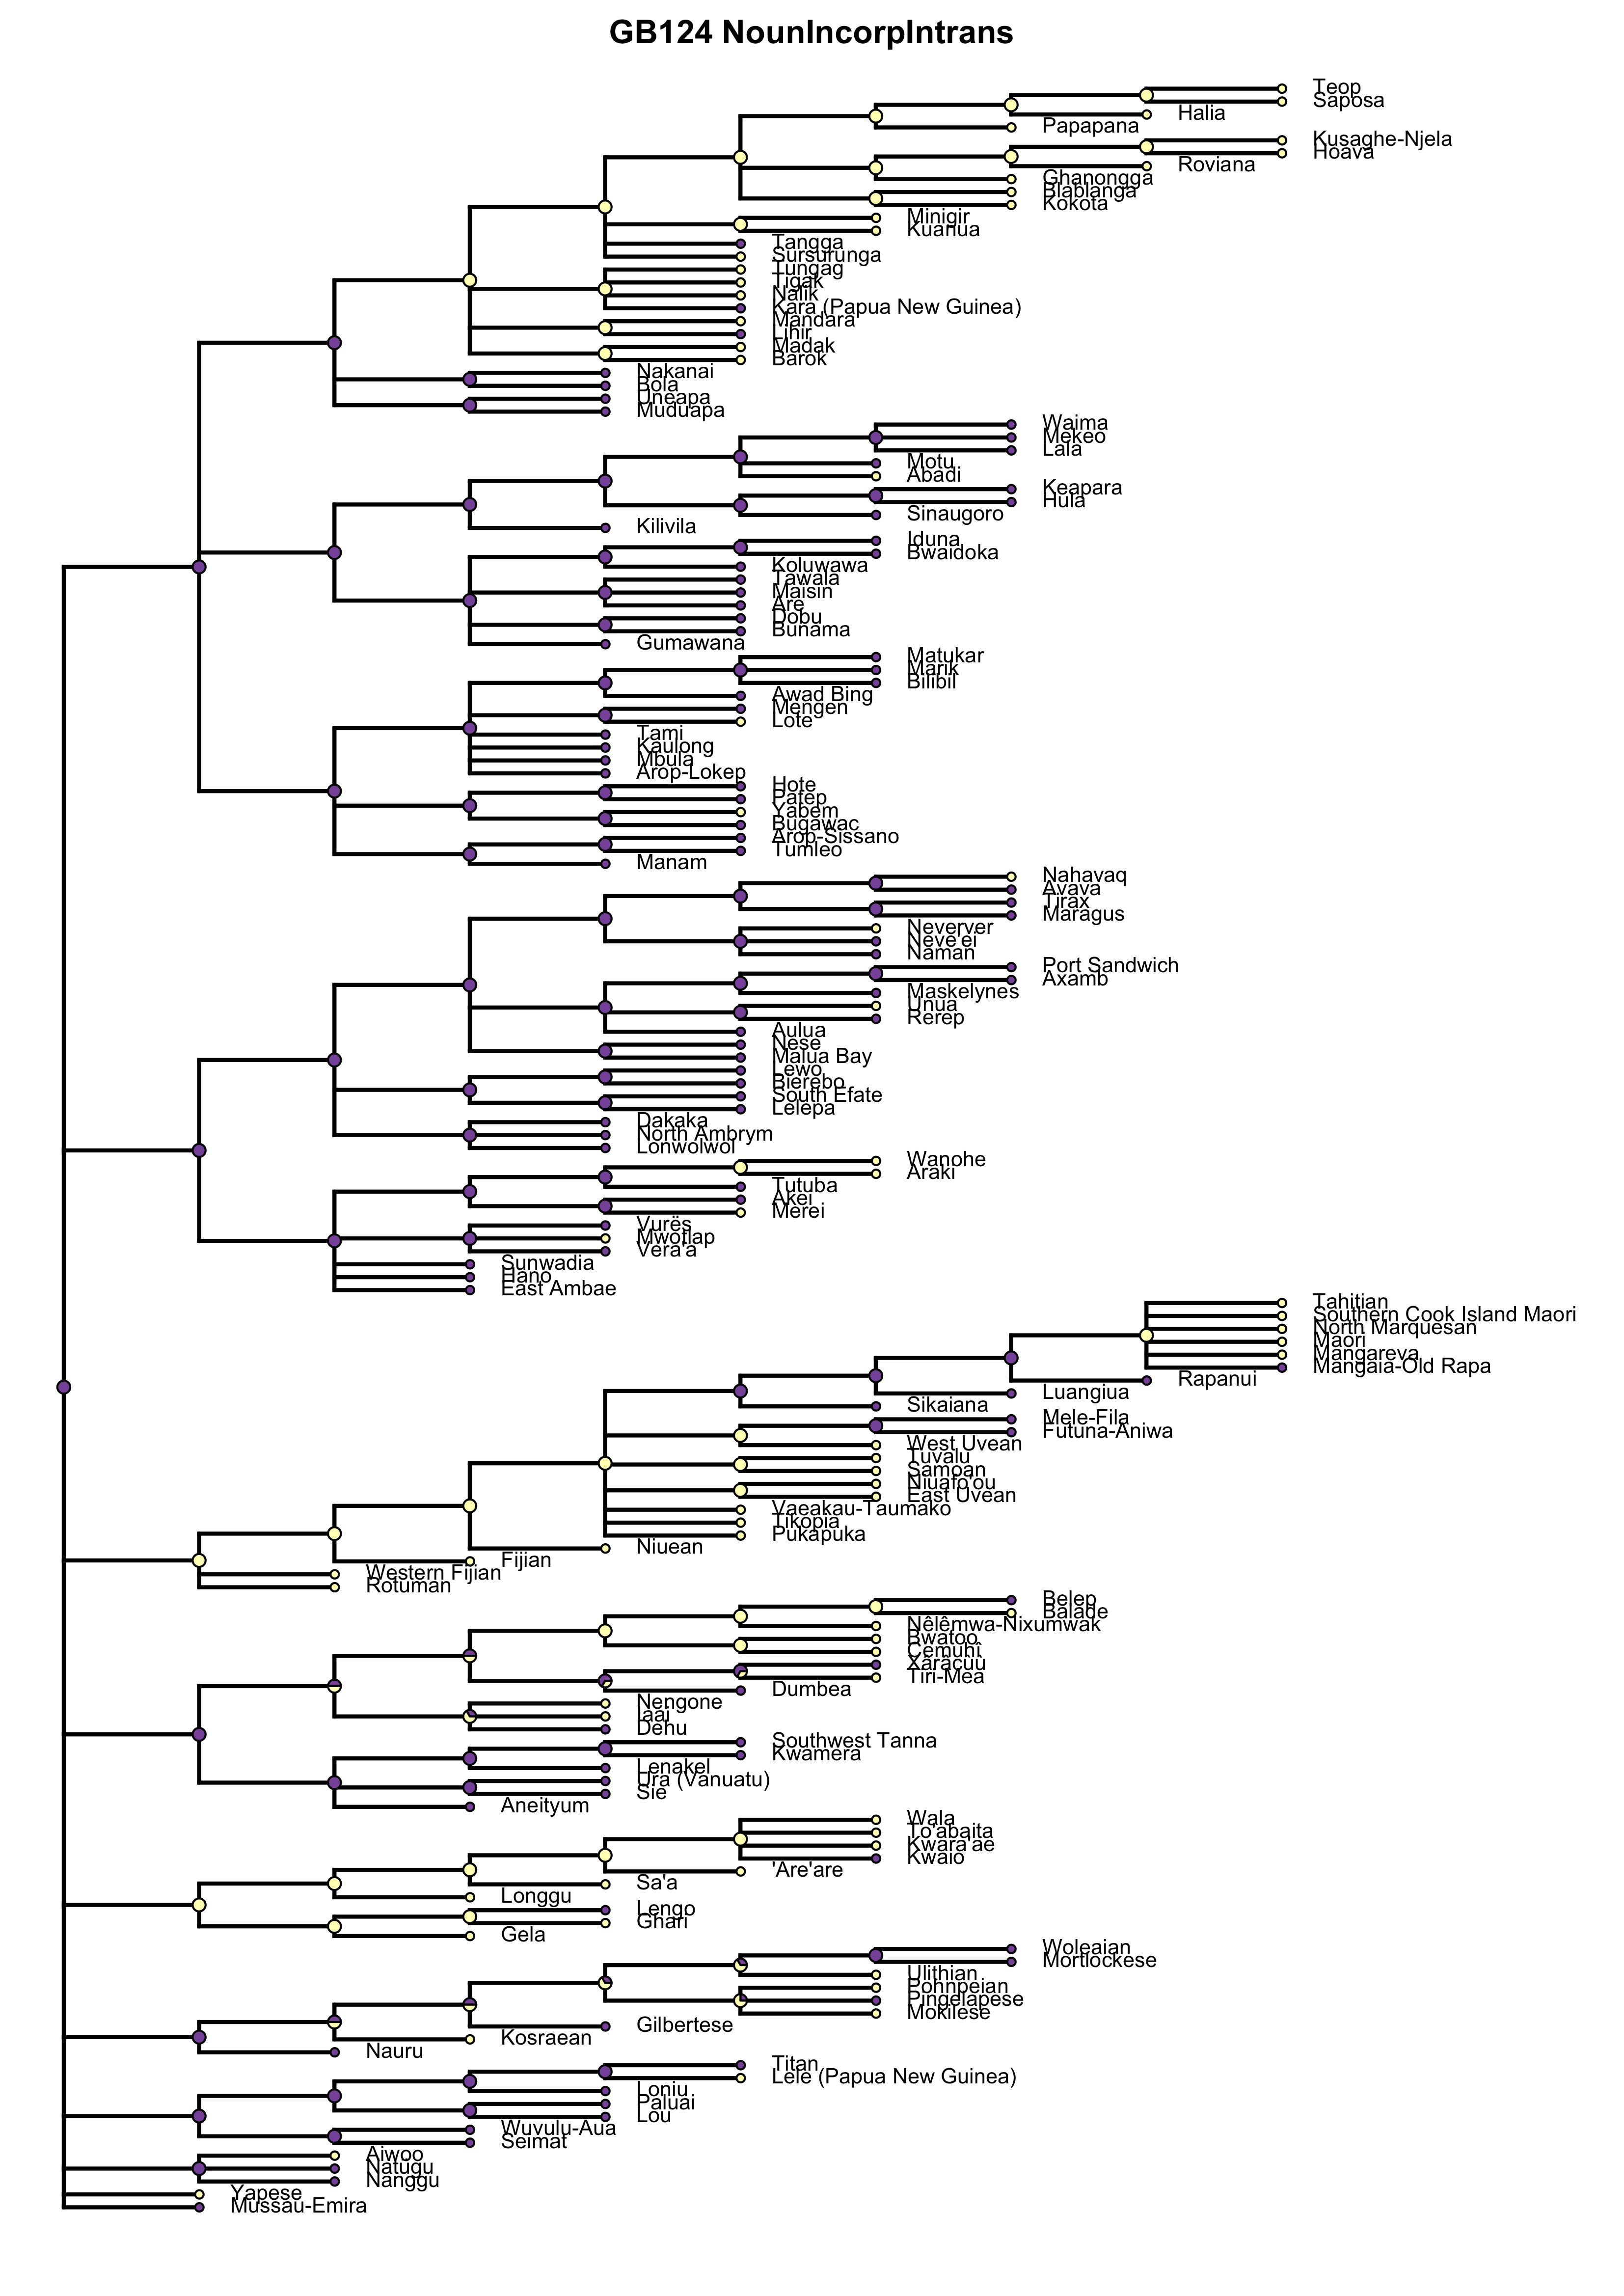 GB124 NounIncorpIntrans
Teop
Saposa
Halia
Papapana
Kusaghe-Njela
Hoava
Roviana
Ghanongga
Blablanga
Kokota
Minigir
Kuanua
Tangga
Sursurunga
Tungag
Tigak
Nalik
Kara (Papua New Guinea)
Mandara
Lihir
Madak
Barok
Nakanai
Bola
Uneapa
Muduapa
Waima
Mekeo
Lala
Motu
Abadi
Keapara
Hula
Sinaugoro
Kilivila
Iduna
Bwaidoka
Koluwawa
Tawala
Maisin
Are
Dobu
Bunama
Gumawana
Matukar
Marik
Bilibil
Awad Bing
Mengen
Lote
Tami
Kaulong
Mbula
Arop-Lokep
Hote
Patep
Yabem
Bugawac
Arop-Sissano
Tumleo
Manam
Nahavaq
Avava
Tirax
Maragus
Neverver
Neve'ei
Naman
Port Sandwich
Axamb
Maskelynes
Unua
Rerep
Aulua
Nese
Malua Bay
Lewo
Bierebo
South Efate
Lelepa
Dakaka
North Ambrym
Lonwolwol
Wanohe
Araki
Tutuba
Akei
Merei
Vurës
Mwotlap
Vera'a
Sunwadia
Hano
East Ambae
Tahitian
Southern Cook Island Maori
North Marquesan
Maori
Mangareva
Mangaia-Old Rapa
Rapanui
Luangiua
Sikaiana
Mele-Fila
Futuna-Aniwa
West Uvean
Tuvalu
Samoan
Niuafo'ou
East Uvean
Vaeakau-Taumako
Tikopia
Pukapuka
Niuean
Fijian
Western Fijian
Rotuman
Belep
Balade
Nêlêmwa-Nixumwak
Bwatoo
Cemuhî
Xârâcùù
Tiri-Mea
Dumbea
Nengone
Iaai
Dehu
Southwest Tanna
Kwamera
Lenakel
Ura (Vanuatu)
Sie
Aneityum
Wala
To'abaita
Kwara'ae
Kwaio
'Are'are
Sa'a
Longgu
Lengo
Ghari
Gela
Woleaian
Mortlockese
Ulithian
Pohnpeian
Pingelapese
Mokilese
Gilbertese
Kosraean
Nauru
Titan
Lele (Papua New Guinea)
Loniu
Paluai
Lou
Wuvulu-Aua
Seimat
Aiwoo
Natügu
Nanggu
Yapese
Mussau-Emira